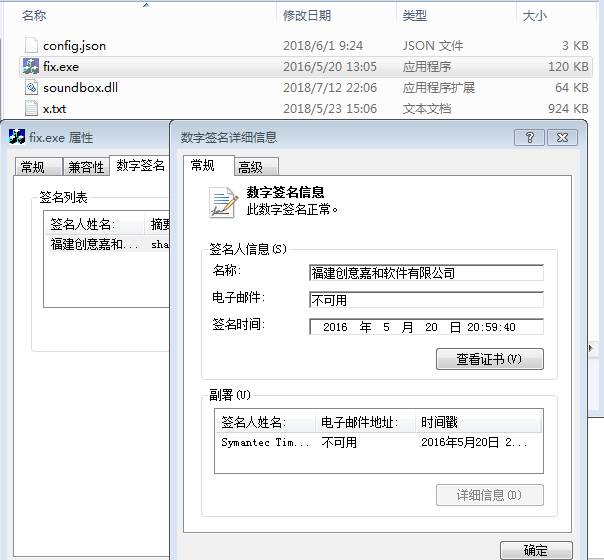 名称 修改日期 类型 大小
config.json 2018/6/1 9:24 JSON 文件 3 KB
fix.exe 2016/5/20 13:05 应用程序 120 KB
soundbox.dll 2018/7/12 22:06 应用程序扩展 64 KB
x.txt 2018/5/23 15:06 文本文档 924 KB
fix.exe 属性
常规 兼容性 数字签名
签名列表
签名人姓名: 摘要
福建创意嘉和... sha
数字签名详细信息
常规 高级
数字签名信息
此数字签名正常。
签名人信息(S)
名称: 福建创意嘉和软件有限公司
电子邮件: 不可用
签名时间: 2016 年 5 月 20 日 20:59:40
查看证书(V)
副署(U)
签名人姓名: 电子邮件地址: 时间戳
Symantec Tim... 不可用 2016年5月20日 2...
详细信息(D)
确定